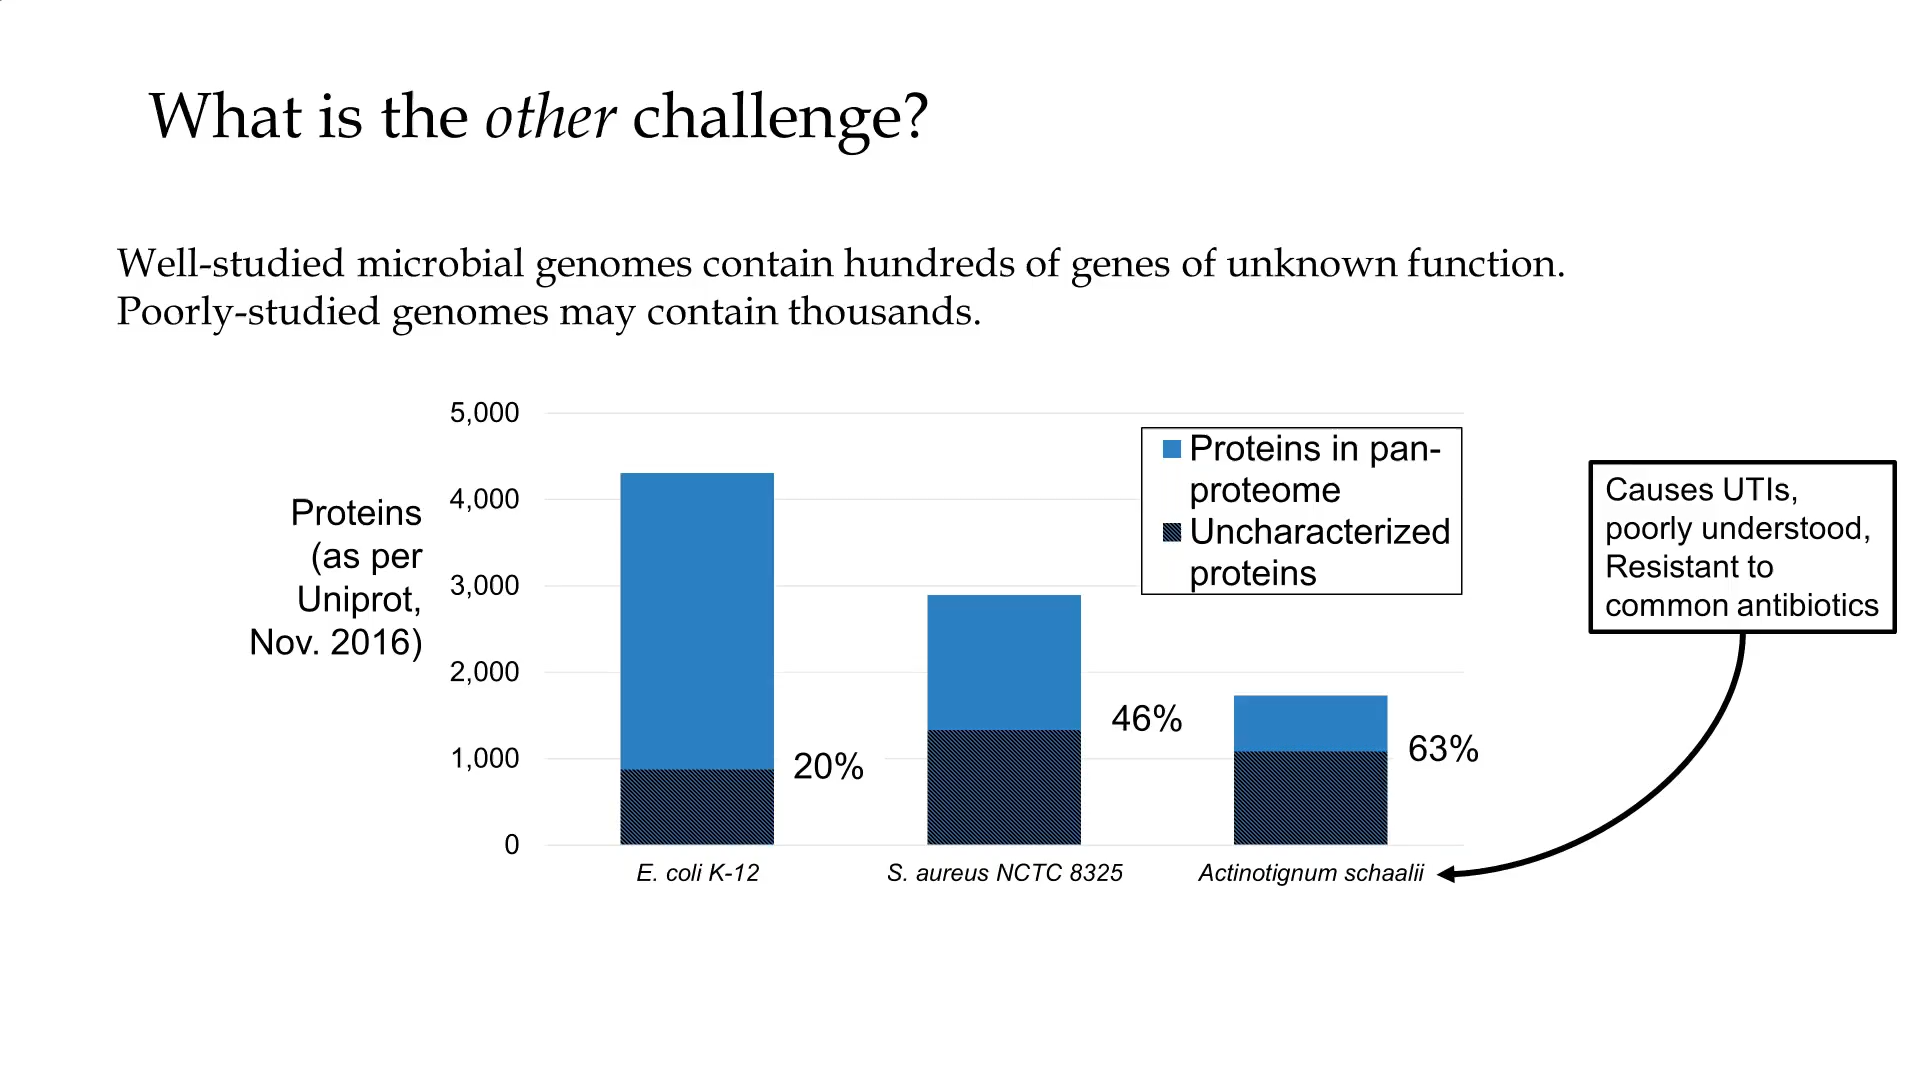 What is the other challenge?
Well-studied microbial genomes contain hundreds of genes of unknown function.
Poorly-studied genomes may contain thousands.
Proteins
(as per
Uniprot,
Nov. 2016)
5,000
4,000
3,000
2,000
1,000
0
Proteins in pan-
proteome
Uncharacterized
proteins
20%
46%
63%
E. coli K-12
S. aureus NCTC 8325
Actinotignum schaalii
Causes UTIs,
poorly understood,
Resistant to
common antibiotics